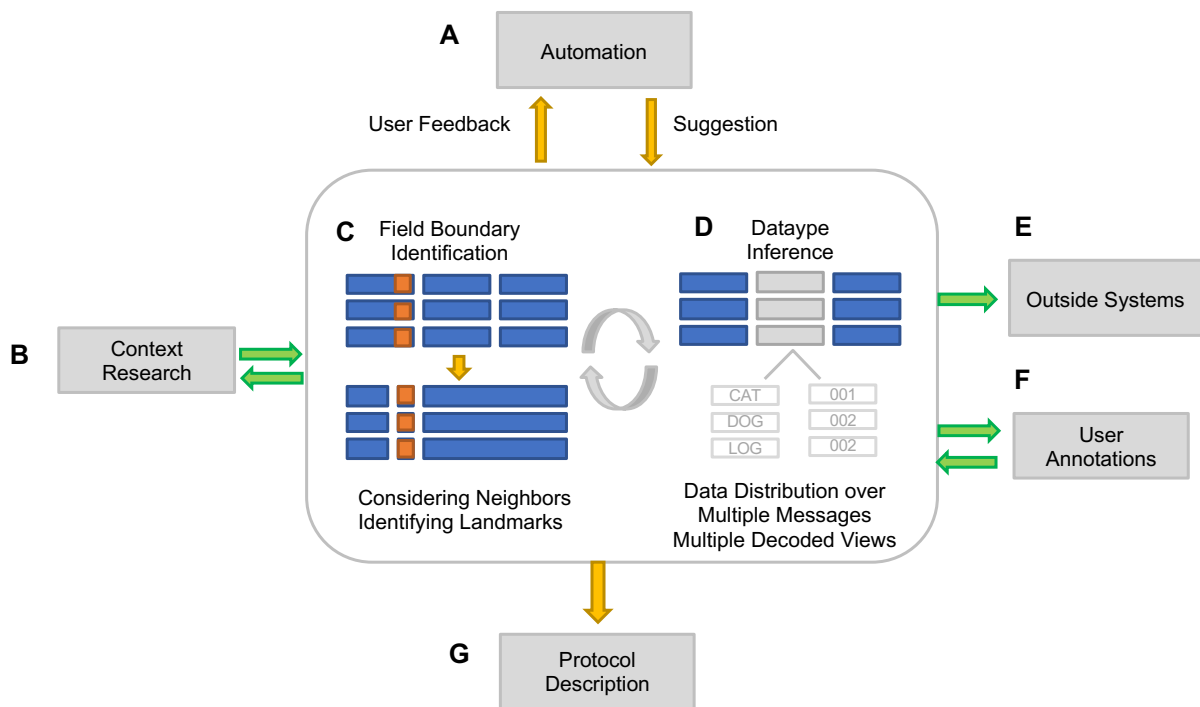 A
Automation
User Feedback
Suggestion
B
Context
Research
C
Field Boundary
Identification
Considering Neighbors
Identifying Landmarks
D
Dataype
Inference
CAT
DOG
LOG
001
002
002
Data Distribution over
Multiple Messages
Multiple Decoded Views
E
Outside Systems
F
User
Annotations
G
Protocol
Description